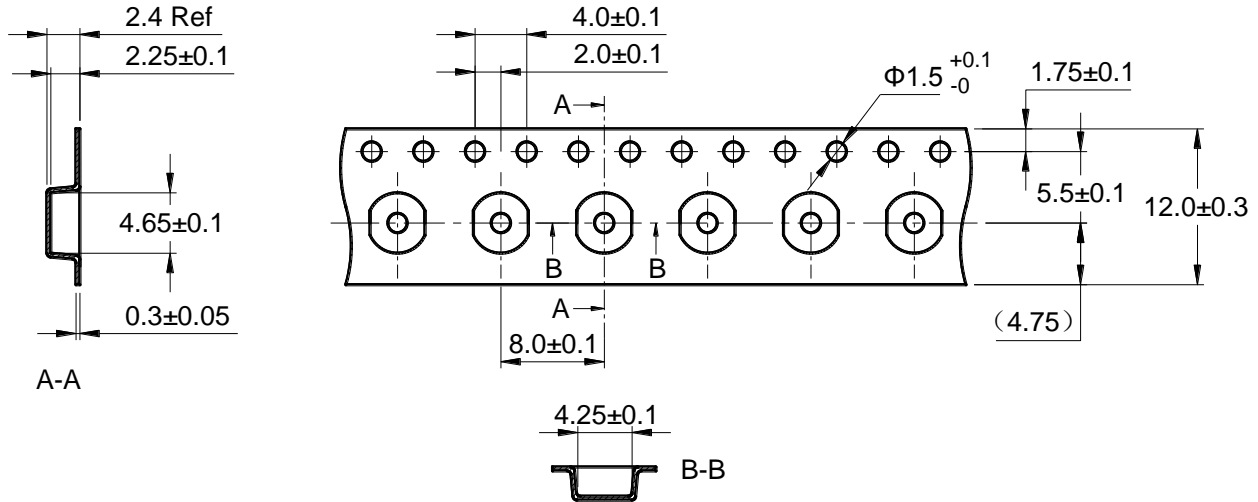 2.4 Ref
2.25±0.1
4.65±0.1
0.3±0.05
A-A
4.0±0.1
2.0±0.1
A
Φ1.5 +0.1 -0
1.75±0.1
5.5±0.1
12.0±0.3
B
B
A
8.0±0.1
（4.75）
4.25±0.1
B-B